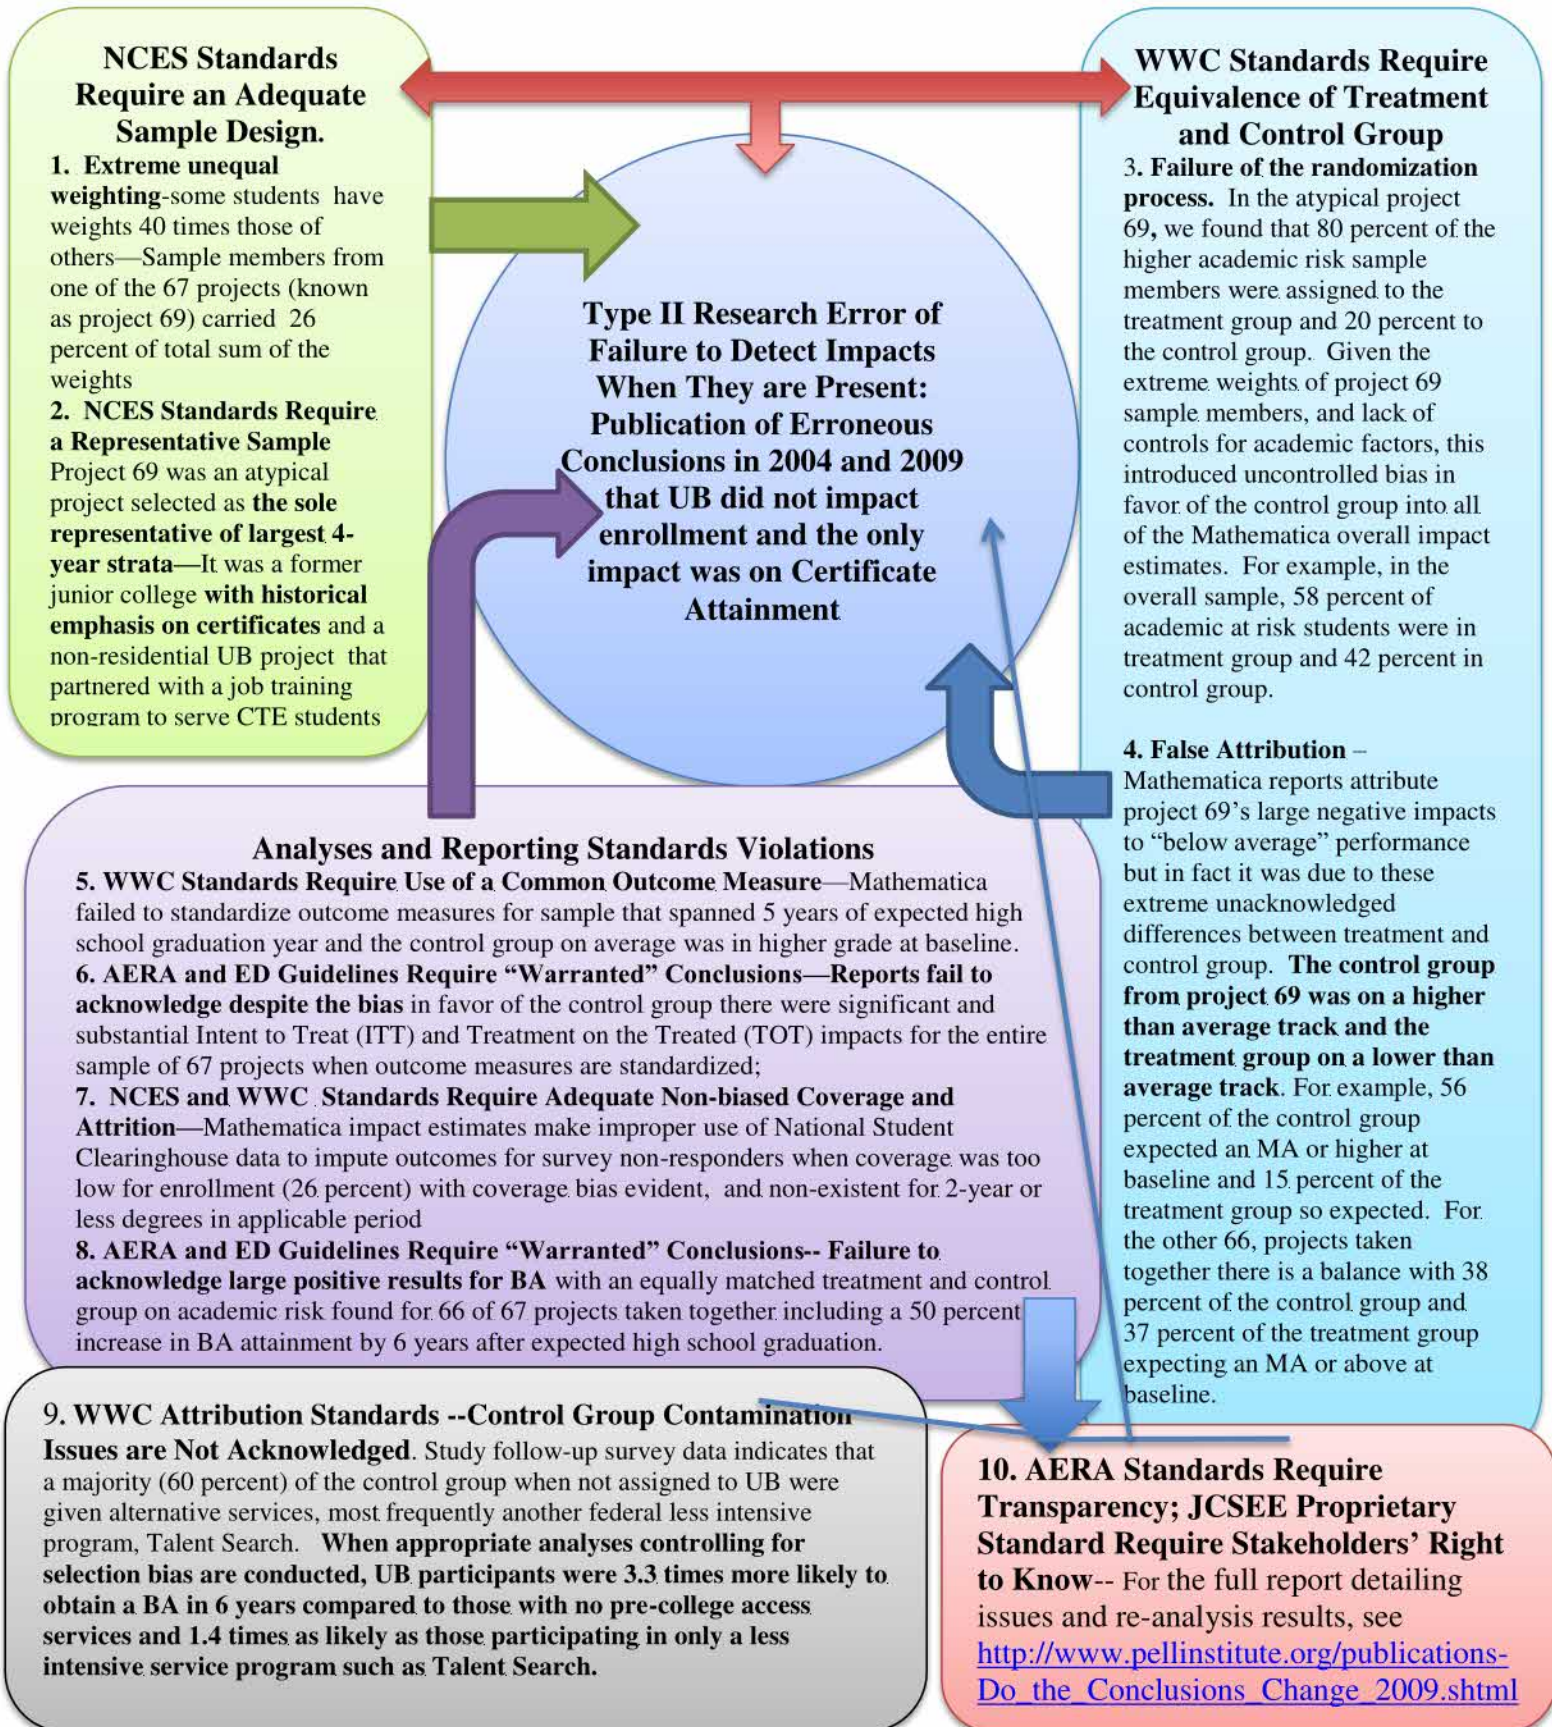 NCES Standards
Require an Adequate
Sample Design.
1. Extreme unequal
weighting-some students have
weights 40 times those of
others—Sample members from
one of the 67 projects (known
as project 69) carried 26
percent of total sum of the
weights
2. NCES Standards Require
a Representative Sample
Project 69 was an atypical
project selected as the sole
representative of largest 4-
year strata—It was a former
junior college with historical
emphasis on certificates and a
non-residential UB project that
partnered with a job training
program to serve CTE students
Type II Research Error of
Failure to Detect Impacts
When They are Present:
Publication of Erroneous
Conclusions in 2004 and 2009
that UB did not impact
enrollment and the only
impact was on Certificate
Attainment
WWC Standards Require
Equivalence of Treatment
and Control Group
3. Failure of the randomization
process. In the atypical project
69, we found that 80 percent of the
higher academic risk sample
members were assigned to the
treatment group and 20 percent to
the control group. Given the
extreme weights of project 69
sample members, and lack of
controls for academic factors, this
introduced uncontrolled bias in
favor of the control group into all
of the Mathematica overall impact
estimates. For example, in the
overall sample, 58 percent of
academic at risk students were in
treatment group and 42 percent in
control group.
4. False Attribution –
Mathematica reports attribute
project 69’s large negative impacts
to “below average” performance
but in fact it was due to these
extreme unacknowledged
differences between treatment and
control group. The control group
from project 69 was on a higher
than average track and the
treatment group on a lower than
average track. For example, 56
percent of the control group
expected an MA or higher at
baseline and 15 percent of the
treatment group so expected. For
the other 66, projects taken
together there is a balance with 38
percent of the control group and
37 percent of the treatment group
expecting an MA or above at
baseline.
Analyses and Reporting Standards Violations
5. WWC Standards Require Use of a Common Outcome Measure—Mathematica
failed to standardize outcome measures for sample that spanned 5 years of expected high
school graduation year and the control group on average was in higher grade at baseline.
6. AERA and ED Guidelines Require “Warranted” Conclusions—Reports fail to
acknowledge despite the bias in favor of the control group there were significant and
substantial Intent to Treat (ITT) and Treatment on the Treated (TOT) impacts for the entire
sample of 67 projects when outcome measures are standardized;
7. NCES and WWC Standards Require Adequate Non-biased Coverage and
Attrition—Mathematica impact estimates make improper use of National Student
Clearinghouse data to impute outcomes for survey non-responders when coverage was too
low for enrollment (26 percent) with coverage bias evident, and non-existent for 2-year or
less degrees in applicable period
8. AERA and ED Guidelines Require “Warranted” Conclusions-- Failure to
acknowledge large positive results for BA with an equally matched treatment and control
group on academic risk found for 66 of 67 projects taken together including a 50 percent
increase in BA attainment by 6 years after expected high school graduation.
9. WWC Attribution Standards --Control Group Contamination
Issues are Not Acknowledged. Study follow-up survey data indicates that
a majority (60 percent) of the control group when not assigned to UB were
given alternative services, most frequently another federal less intensive
program, Talent Search. When appropriate analyses controlling for
selection bias are conducted, UB participants were 3.3 times more likely to
obtain a BA in 6 years compared to those with no pre-college access
services and 1.4 times as likely as those participating in only a less
intensive service program such as Talent Search.
10. AERA Standards Require
Transparency; JCSEE Proprietary
Standard Require Stakeholders’ Right
to Know-- For the full report detailing
issues and re-analysis results, see
http://www.pellinstitute.org/publications-
Do_the_Conclusions_Change_2009.shtml